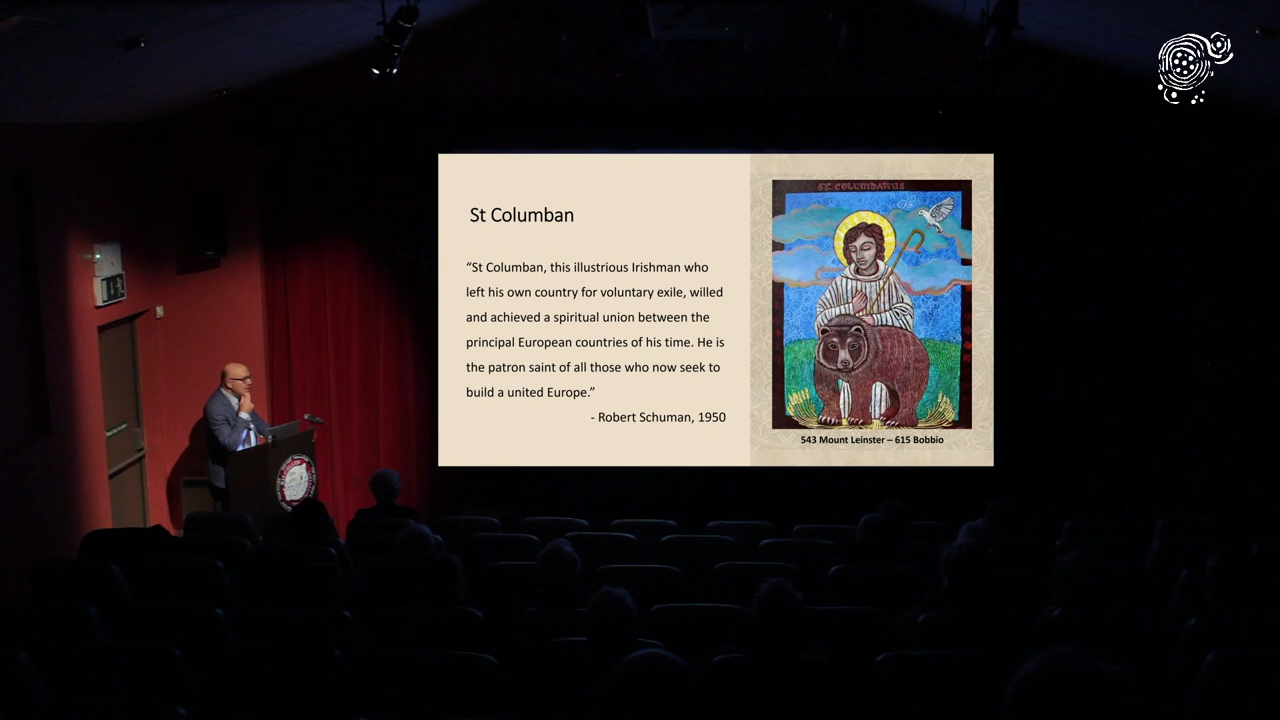 ST. COLUMBANUS
St Columban
“St Columban, this illustrious Irishman who
left his own country for voluntary exile, willed
and achieved a spiritual union between the
principal European countries of his time. He is
the patron saint of all those who now seek to
build a united Europe.”
- Robert Schuman, 1950
543 Mount Leinster – 615 Bobbio